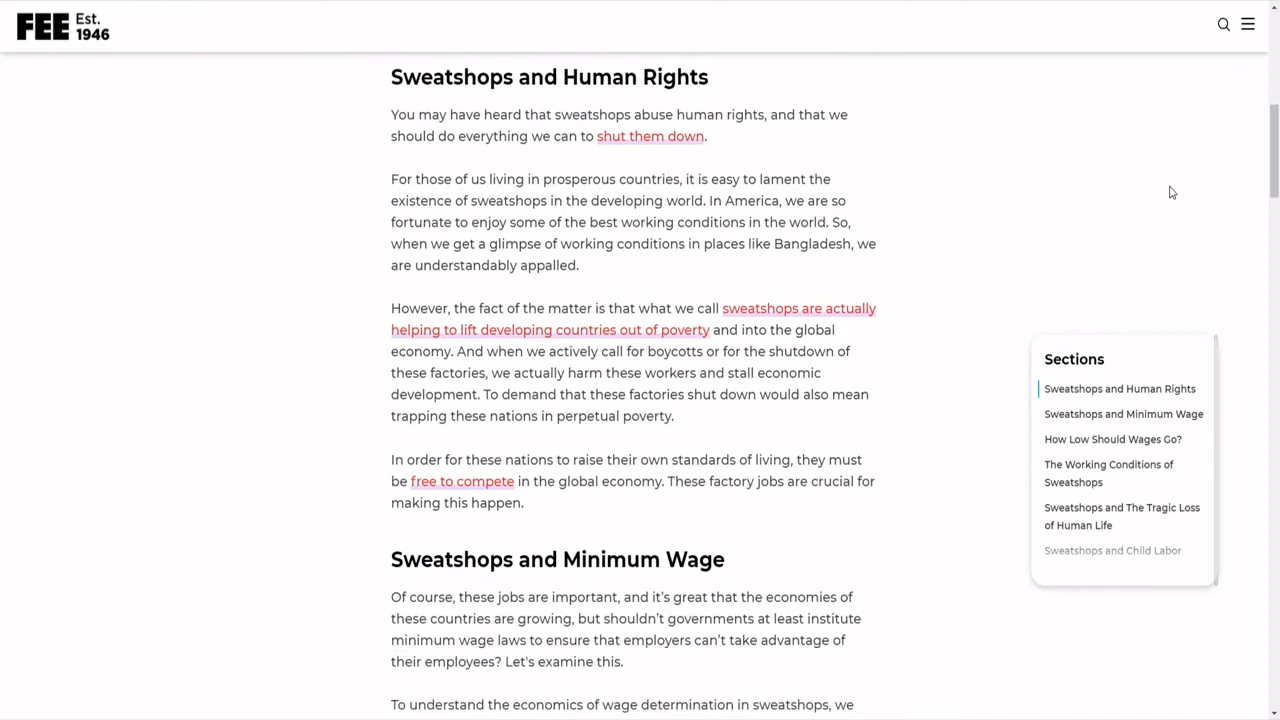 FEE Est.
1946
Sweatshops and Human Rights
You may have heard that sweatshops abuse human rights, and that we
should do everything we can to shut them down.
For those of us living in prosperous countries, it is easy to lament the
existence of sweatshops in the developing world. In America, we are so
fortunate to enjoy some of the best working conditions in the world. So,
when we get a glimpse of working conditions in places like Bangladesh, we
are understandably appalled.
However, the fact of the matter is that what we call sweatshops are actually
helping to lift developing countries out of poverty and into the global
economy. And when we actively call for boycotts or for the shutdown of
these factories, we actually harm these workers and stall economic
development. To demand that these factories shut down would also mean
trapping these nations in perpetual poverty.
In order for these nations to raise their own standards of living, they must
be free to compete in the global economy. These factory jobs are crucial for
making this happen.
Sweatshops and Minimum Wage
Of course, these jobs are important, and it’s great that the economies of
these countries are growing, but shouldn’t governments at least institute
minimum wage laws to ensure that employers can’t take advantage of
their employees? Let's examine this.
To understand the economics of wage determination in sweatshops, we
Sections
Sweatshops and Human Rights
Sweatshops and Minimum Wage
How Low Should Wages Go?
The Working Conditions of
Sweatshops
Sweatshops and The Tragic Loss
of Human Life
Sweatshops and Child Labor